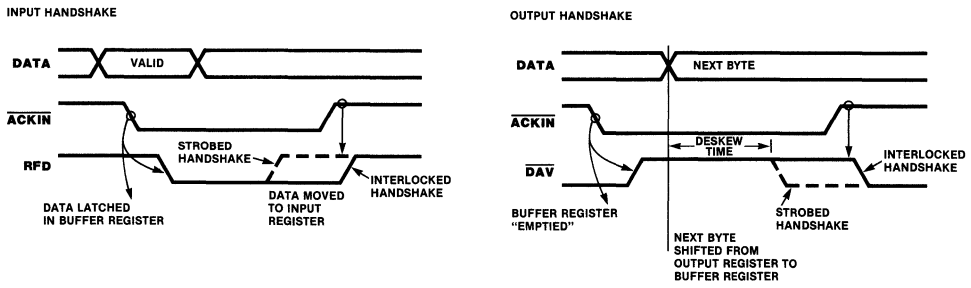 INPUT HANDSHAKE
DATA
VALID
ACKIN
RFD
STROBED
HANDSHAKE
INTERLOCKED
HANDSHAKE
DATA LATCHED
IN BUFFER REGISTER
DATA MOVED
TO INPUT
REGISTER
OUTPUT HANDSHAKE
DATA
NEXT BYTE
ACKIN
DESKEW
TIME
DAV
INTERLOCKED
HANDSHAKE
BUFFER REGISTER
“EMPTIED”
STROBED
HANDSHAKE
NEXT BYTE
SHIFTED FROM
OUTPUT REGISTER TO
BUFFER REGISTER